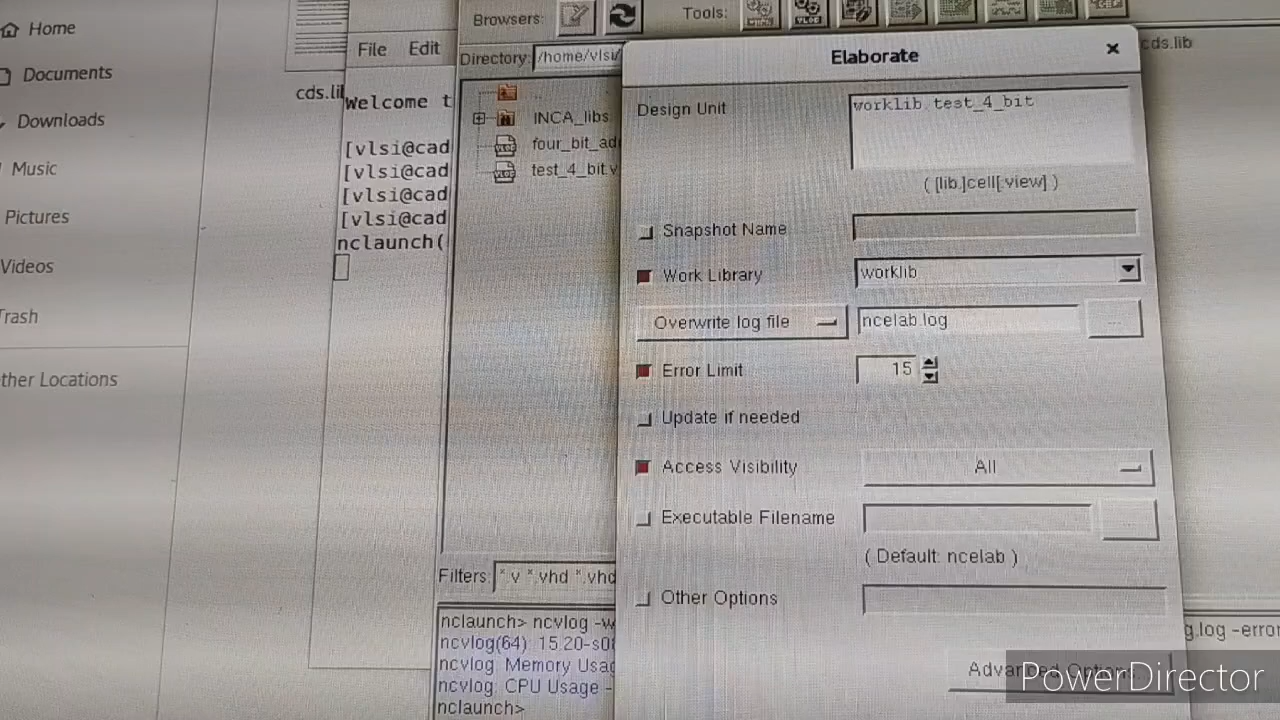 Home
Documents
Downloads
Music
Pictures
Videos
Trash
ther Locations
cds.li
File Edit
Welcome t
[vlsi@cad
[vlsi@cad
[vlsi@cad
[vlsi@cad
nclaunch(
Browsers:
Tools:
Directory: /home/vlsi/
..
INCA_libs
four_bit_ad
test_4_bit.v
Filters: *.v *.vhd *.vhd
nclaunch> ncvlog -w
ncvlog(64): 15.20-s0
ncvlog: Memory Usag
ncvlog: CPU Usage -
nclaunch>
cds.lib
Elaborate
Design Unit
worklib.test_4_bit
( [lib.]cell[:view] )
Snapshot Name
Work Library worklib
Overwrite log file ncelab.log ...
Error Limit 15
Update if needed
Access Visibility All
Executable Filename
( Default: ncelab )
Other Options
Advanced Options...
g.log -error
PowerDirector